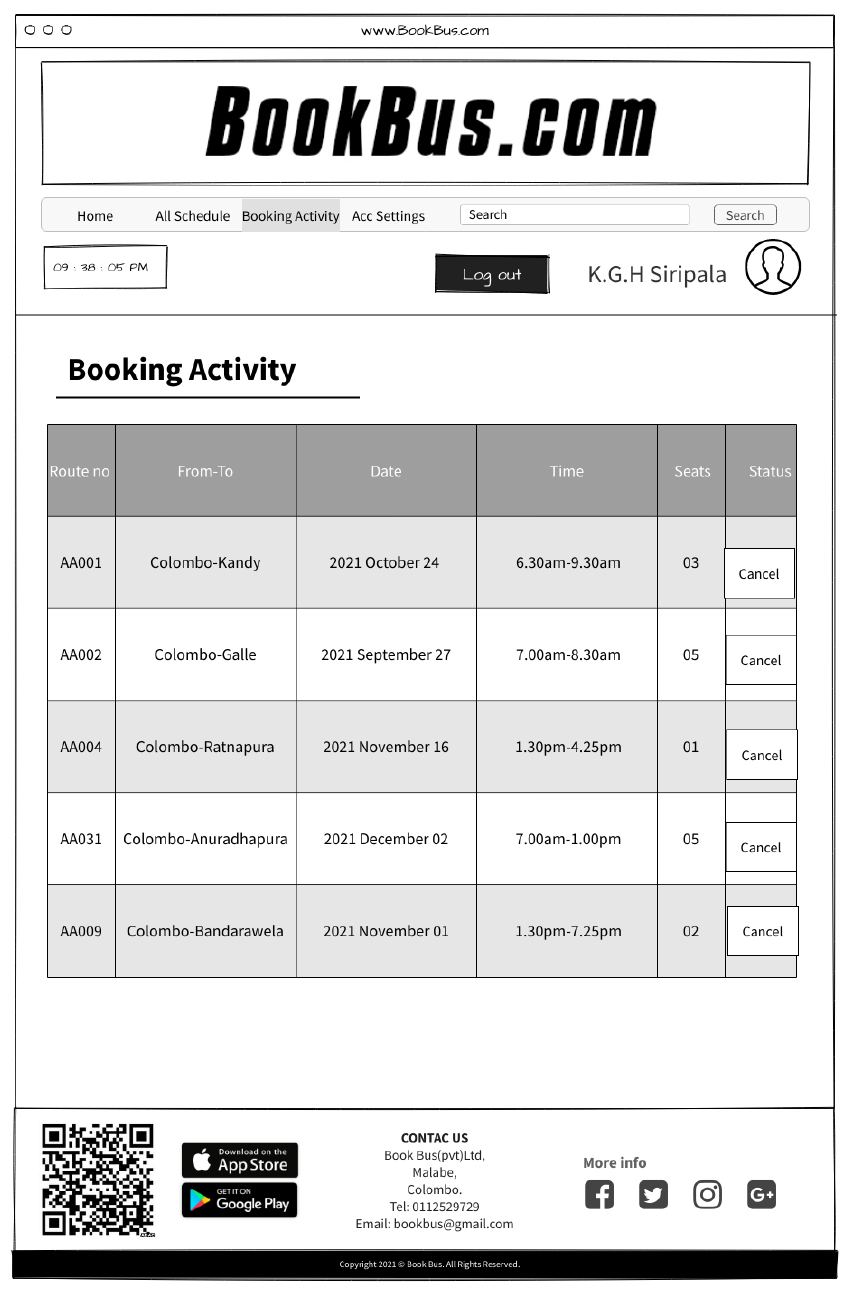 www.BookBus.com
BookBus.com
Home All Schedule Booking Activity Acc Settings Search Search
09 : 38 : 05 PM
Log out
K.G.H Siripala
Booking Activity
Route no From-To Date Time Seats Status
AA001 Colombo-Kandy 2021 October 24 6.30am-9.30am 03 Cancel
AA002 Colombo-Galle 2021 September 27 7.00am-8.30am 05 Cancel
AA004 Colombo-Ratnapura 2021 November 16 1.30pm-4.25pm 01 Cancel
AA031 Colombo-Anuradhapura 2021 December 02 7.00am-1.00pm 05 Cancel
AA009 Colombo-Bandarawela 2021 November 01 1.30pm-7.25pm 02 Cancel
Download on the
App Store
GET IT ON
Google Play
CONTAC US
Book Bus(pvt)Ltd,
Malabe,
Colombo.
Tel: 0112529729
Email: bookbus@gmail.com
More info
G+
Copyright 2021 © Book Bus. All Rights Reserved.